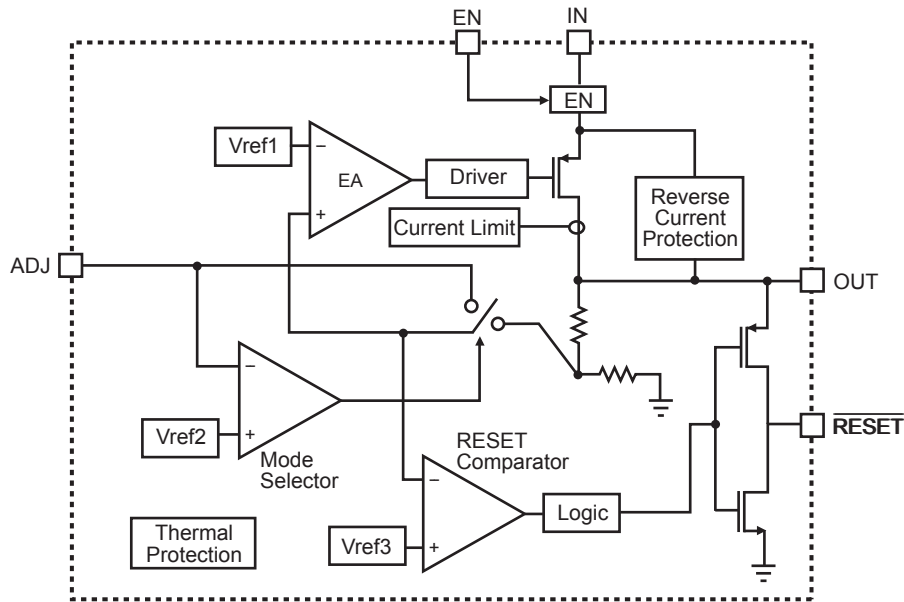 EN
IN
EN
Vref1
−
EA
+
Driver
Current Limit
Reverse
Current
Protection
ADJ
OUT
−
Vref2
+
Mode
Selector
RESET
Comparator
−
Vref3
+
Logic
RESET
Thermal
Protection